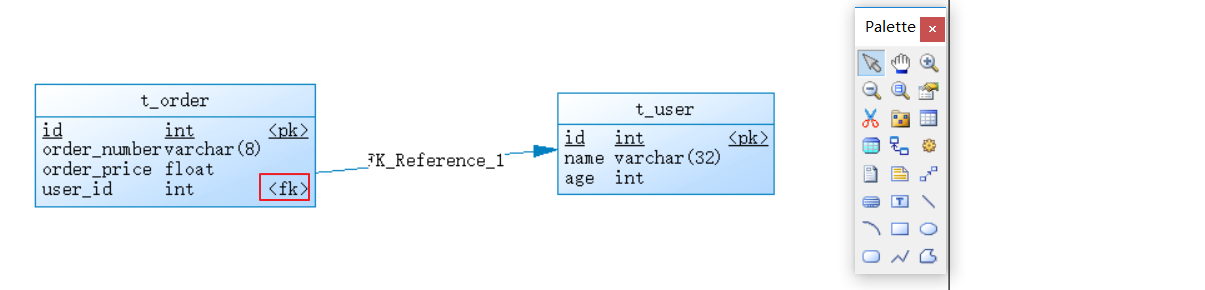 Palette
t_order
id int <pk>
order_number varchar(8)
order_price float
user_id int <fk>
FK_Reference_1
t_user
id int <pk>
name varchar(32)
age int
T